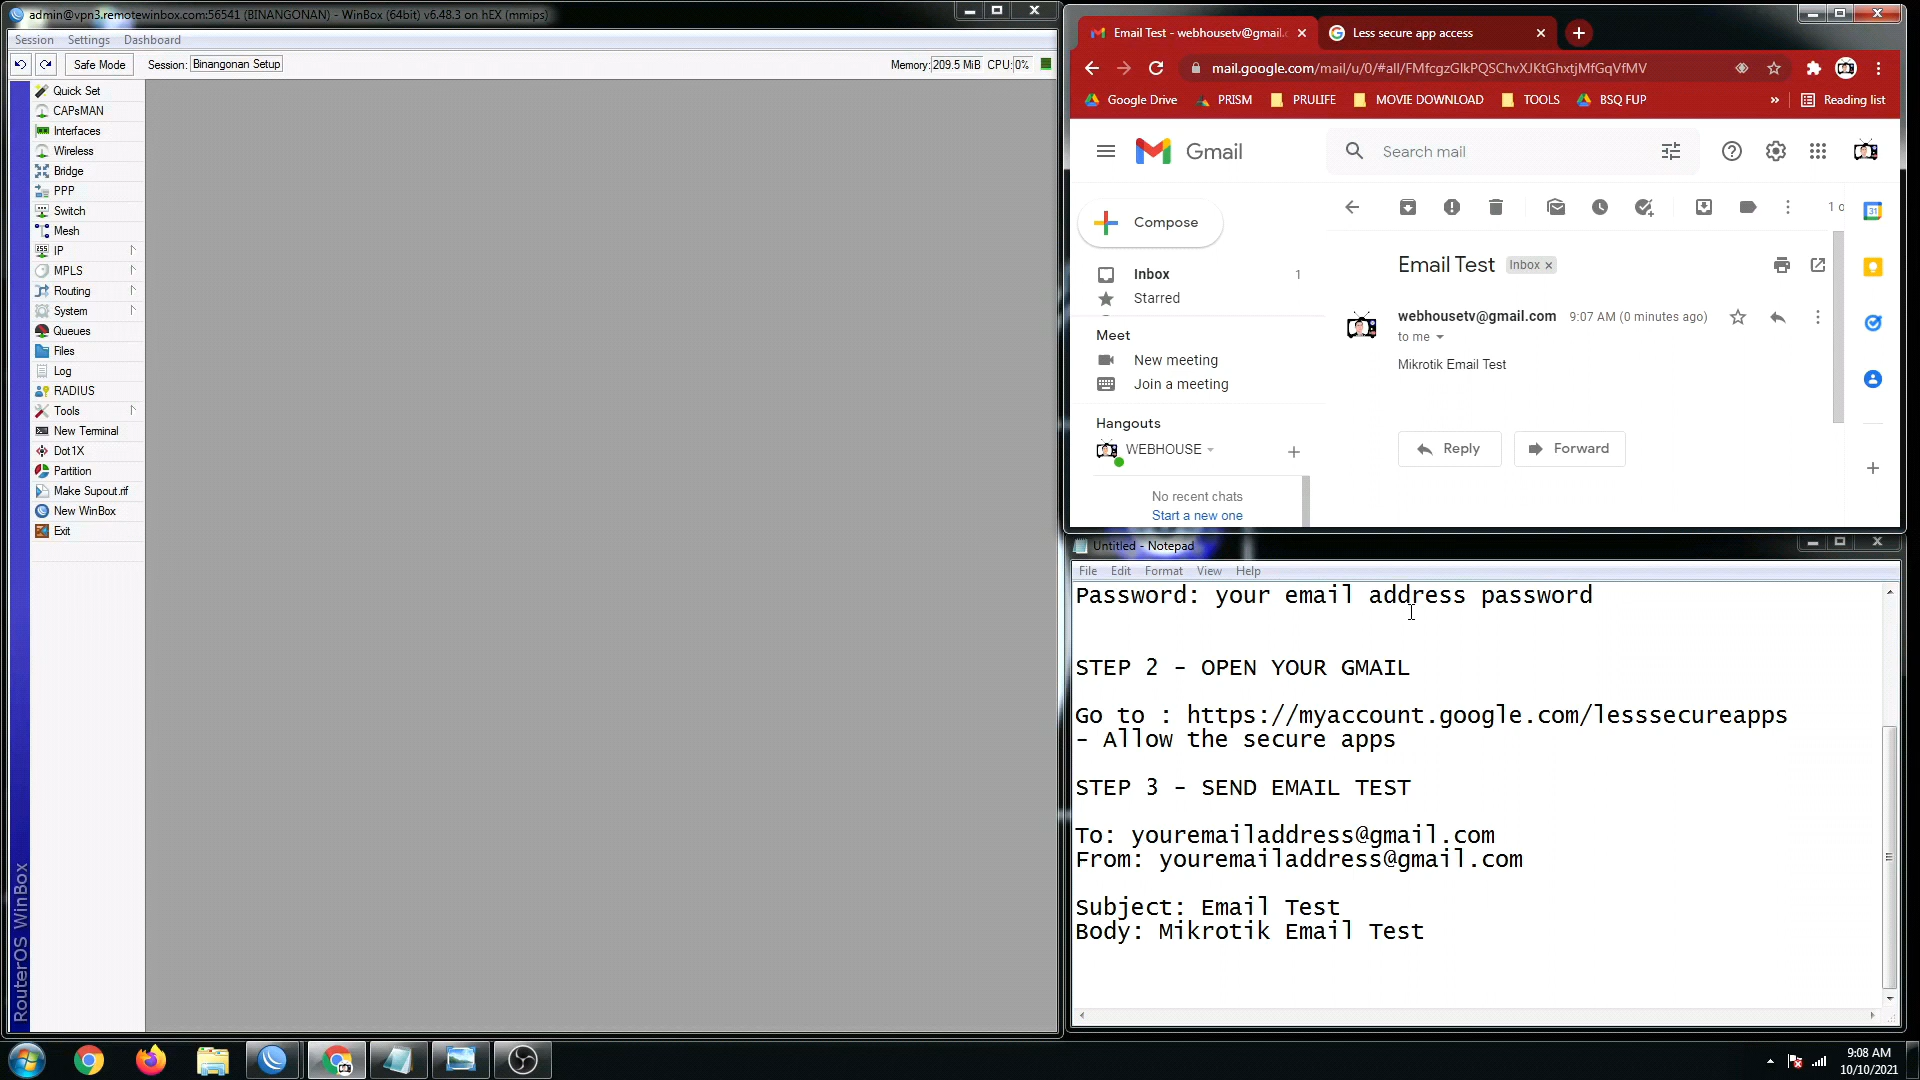 admin@vpn3.remotewinbox.com:56541 (BINANGONAN) - WinBox (64bit) v6.48.3 on hEX (mmips)
Session Settings Dashboard
Safe Mode Session: Binangonan Setup Memory: 209.5 MiB CPU: 0%
Quick Set
CAPsMAN
Interfaces
Wireless
Bridge
PPP
Switch
Mesh
IP
MPLS
Routing
System
Queues
Files
Log
RADIUS
Tools
New Terminal
Dot1X
Partition
Make Supout.rif
New WinBox
Exit
RouterOS WinBox
Email Test - webhousetv@gmail.c
Less secure app access
mail.google.com/mail/u/0/#all/FMfcgzGlkPQSChvXJKtGhxtjMfGqVfMV
Google Drive PRISM PRULIFE MOVIE DOWNLOAD TOOLS BSQ FUP » Reading list
Gmail
Search mail
Compose
1 o
Inbox 1
Starred
Meet
New meeting
Join a meeting
Hangouts
WEBHOUSE
No recent chats
Start a new one
31
Email Test Inbox ×
webhousetv@gmail.com 9:07 AM (0 minutes ago)
to me
Mikrotik Email Test
Reply Forward
Untitled - Notepad
File Edit Format View Help
Password: your email address password
STEP 2 - OPEN YOUR GMAIL
Go to : https://myaccount.google.com/lesssecureapps
- Allow the secure apps
STEP 3 - SEND EMAIL TEST
To: youremailaddress@gmail.com
From: youremailaddress@gmail.com
Subject: Email Test
Body: Mikrotik Email Test
9:08 AM
10/10/2021